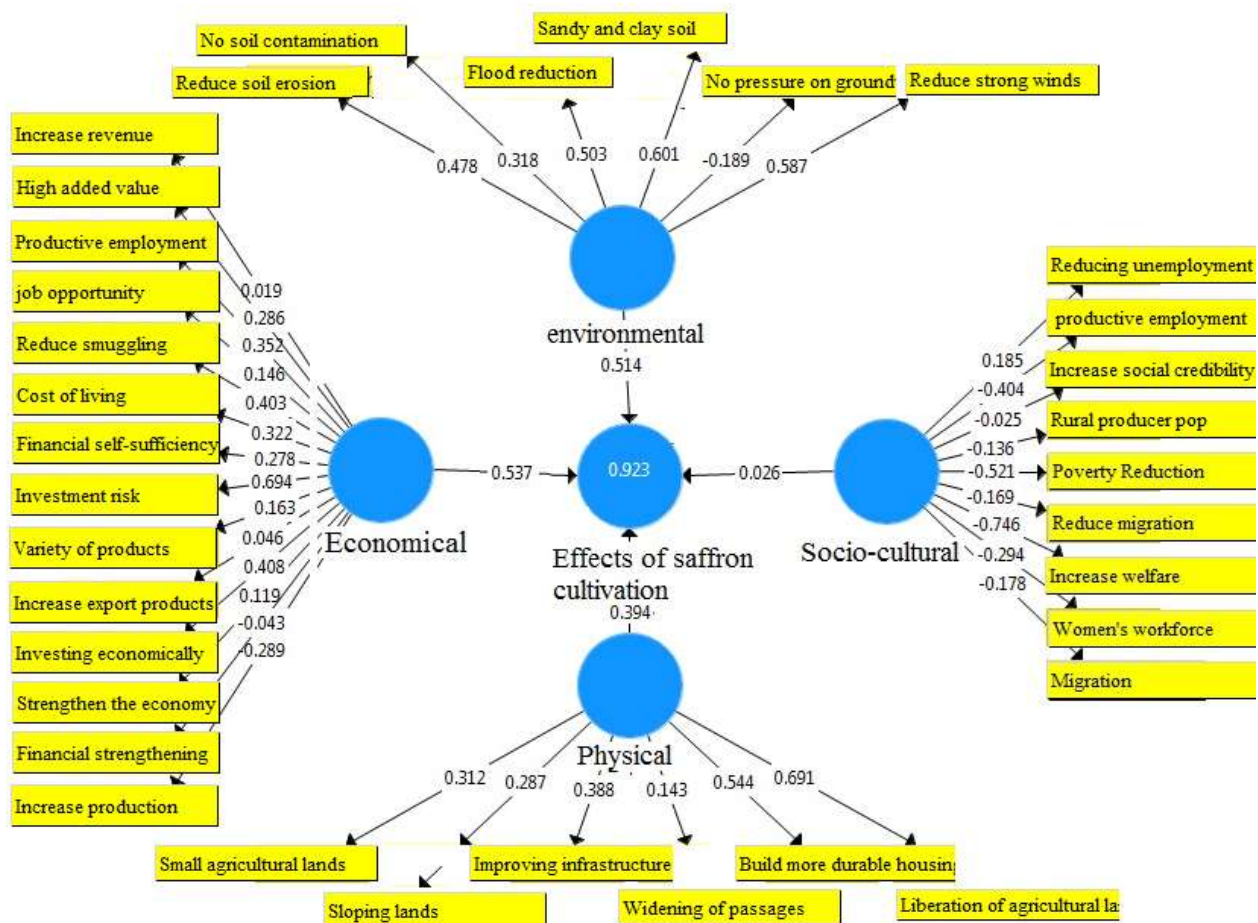 Sandy and clay soil
No soil contamination
Flood reduction
Reduce soil erosion
No pressure on ground
Reduce strong winds
0.478
0.318
0.503
0.601
-0.189
0.587
environmental
0.514
Increase revenue
High added value
Productive employment
job opportunity
Reduce smuggling
Cost of living
Financial self-sufficiency
Investment risk
Variety of products
Increase export products
Investing economically
Strengthen the economy
Financial strengthening
Increase production
0.019
0.286
0.352
0.146
0.403
0.322
0.278
0.694
0.163
0.046
0.408
0.119
-0.043
-0.289
Economical
0.537
0.923
Effects of saffron
cultivation
0.026
Socio-cultural
0.185
-0.404
-0.025
-0.136
-0.521
-0.169
-0.746
-0.294
-0.178
Reducing unemployment
productive employment
Increase social credibility
Rural producer pop
Poverty Reduction
Reduce migration
Increase welfare
Women's workforce
Migration
0.394
Physical
0.312
0.287
0.388
0.143
0.544
0.691
Small agricultural lands
Improving infrastructure
Build more durable housing
Sloping lands
Widening of passages
Liberation of agricultural la